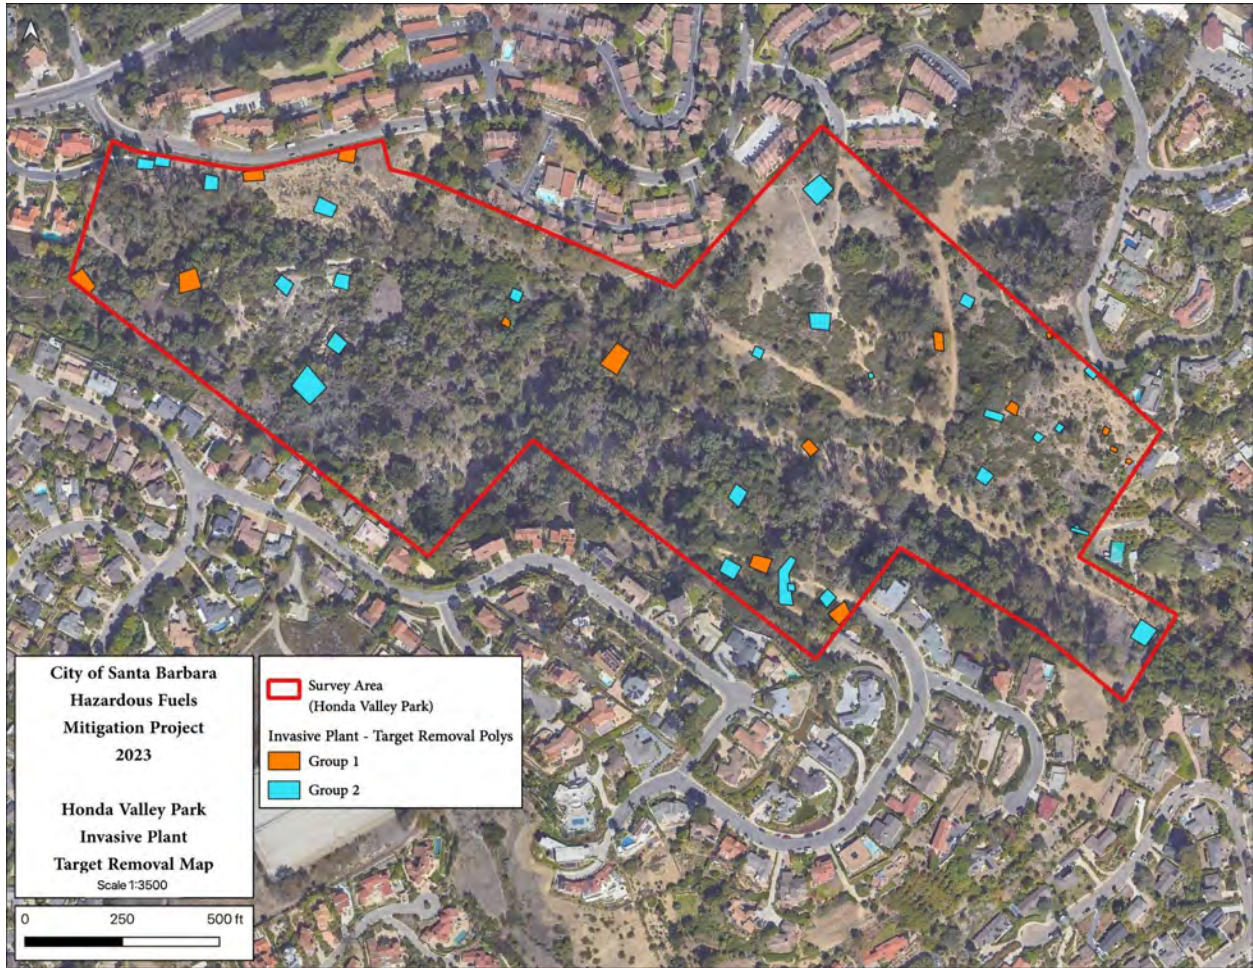 City of Santa Barbara
Hazardous Fuels
Mitigation Project
2023
Honda Valley Park
Invasive Plant
Target Removal Map
Scale 1:3500
0 250 500 ft
Survey Area
(Honda Valley Park)
Invasive Plant - Target Removal Polys
Group 1
Group 2